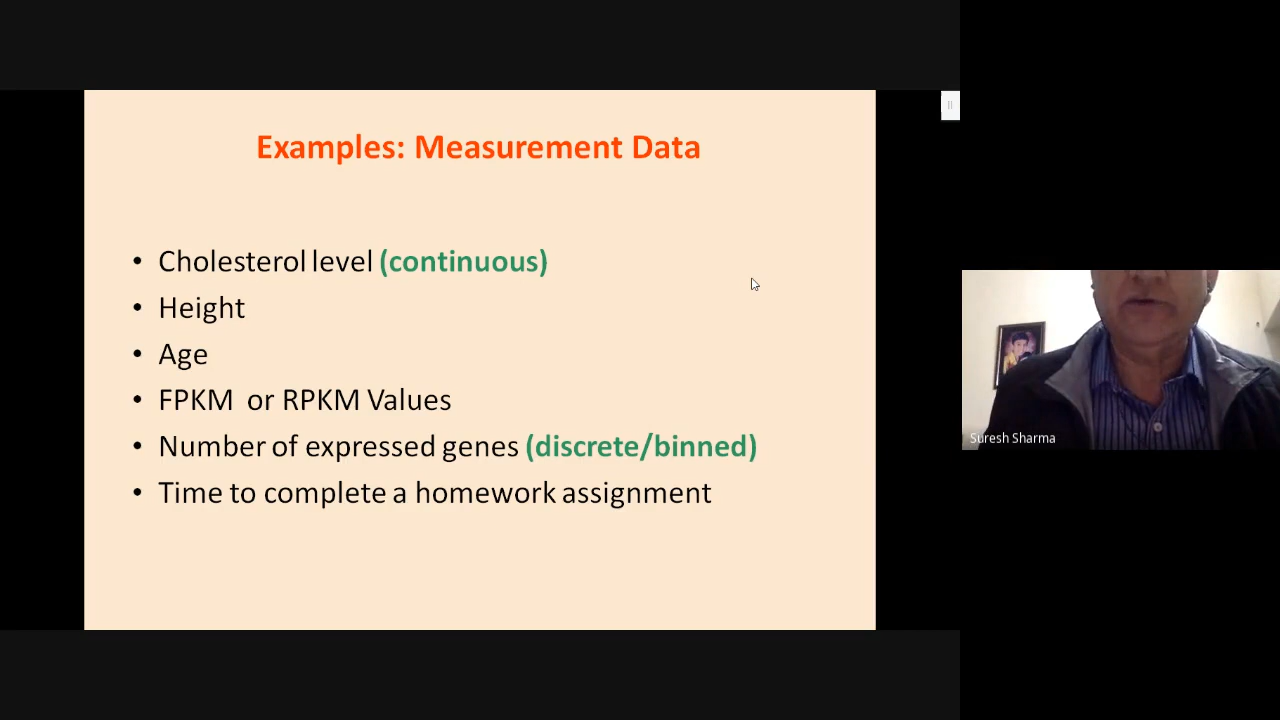 Examples: Measurement Data
• Cholesterol level (continuous)
• Height
• Age
• FPKM or RPKM Values
• Number of expressed genes (discrete/binned)
• Time to complete a homework assignment
Suresh Sharma